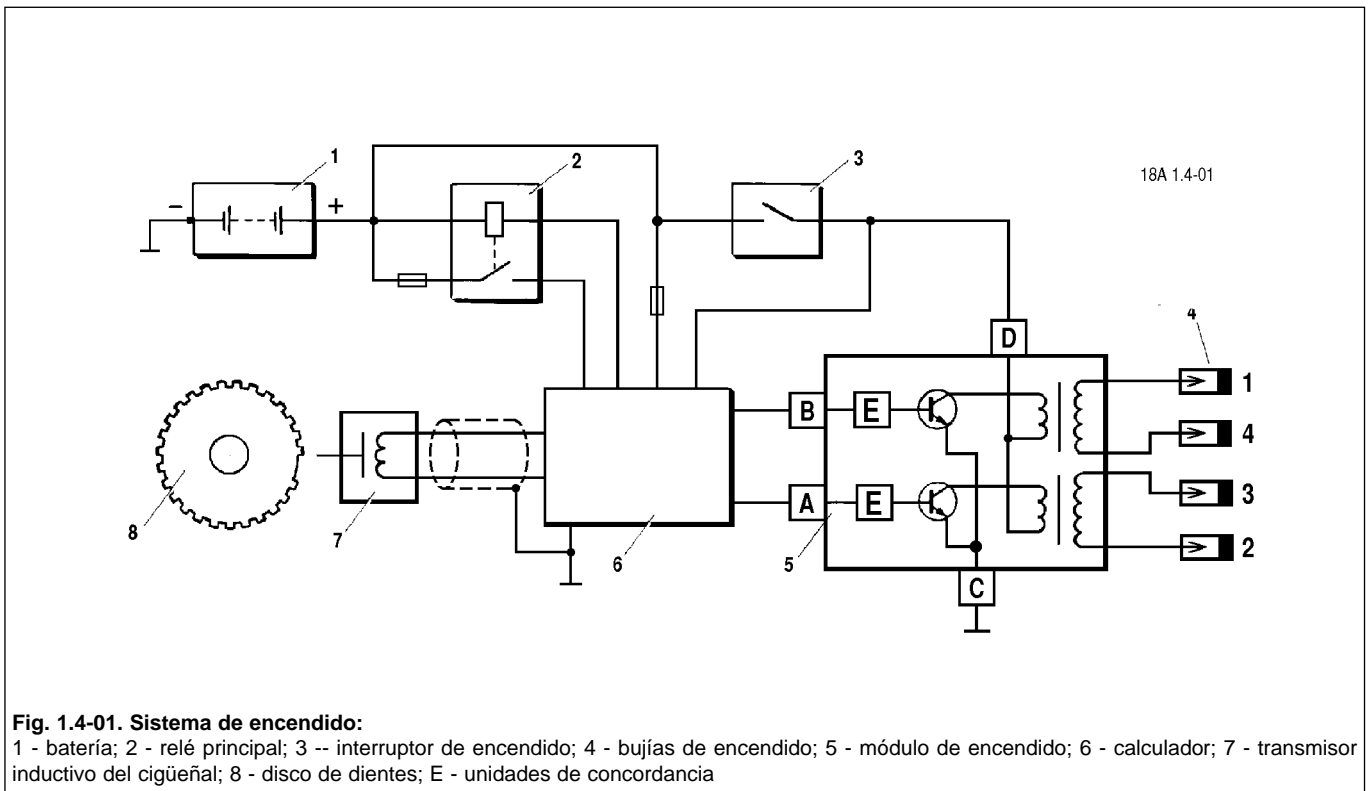 1
2
3
18A 1.4-01
-
+
4
D
1
B
E
4
3
A
E
8
7
6
5
2
C
Fig. 1.4-01. Sistema de encendido:
1 - batería; 2 - relé principal; 3 -- interruptor de encendido; 4 - bujías de encendido; 5 - módulo de encendido; 6 - calculador; 7 - transmisor
inductivo del cigüeñal; 8 - disco de dientes; E - unidades de concordancia